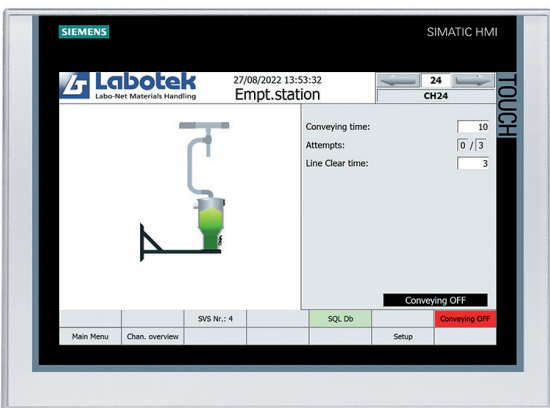 SIEMENS
SIMATIC HMI
TOUCH
Labotek
Labo-Net Materials Handling
27/08/2022 13:53:32
Empt.station
24
CH24
Conveying time: 10
Attempts: 0 / 3
Line Clear time: 3
Conveying OFF
SVS Nr.: 4
SQL Db
Conveying OFF
Main Menu
Chan. overview
Setup